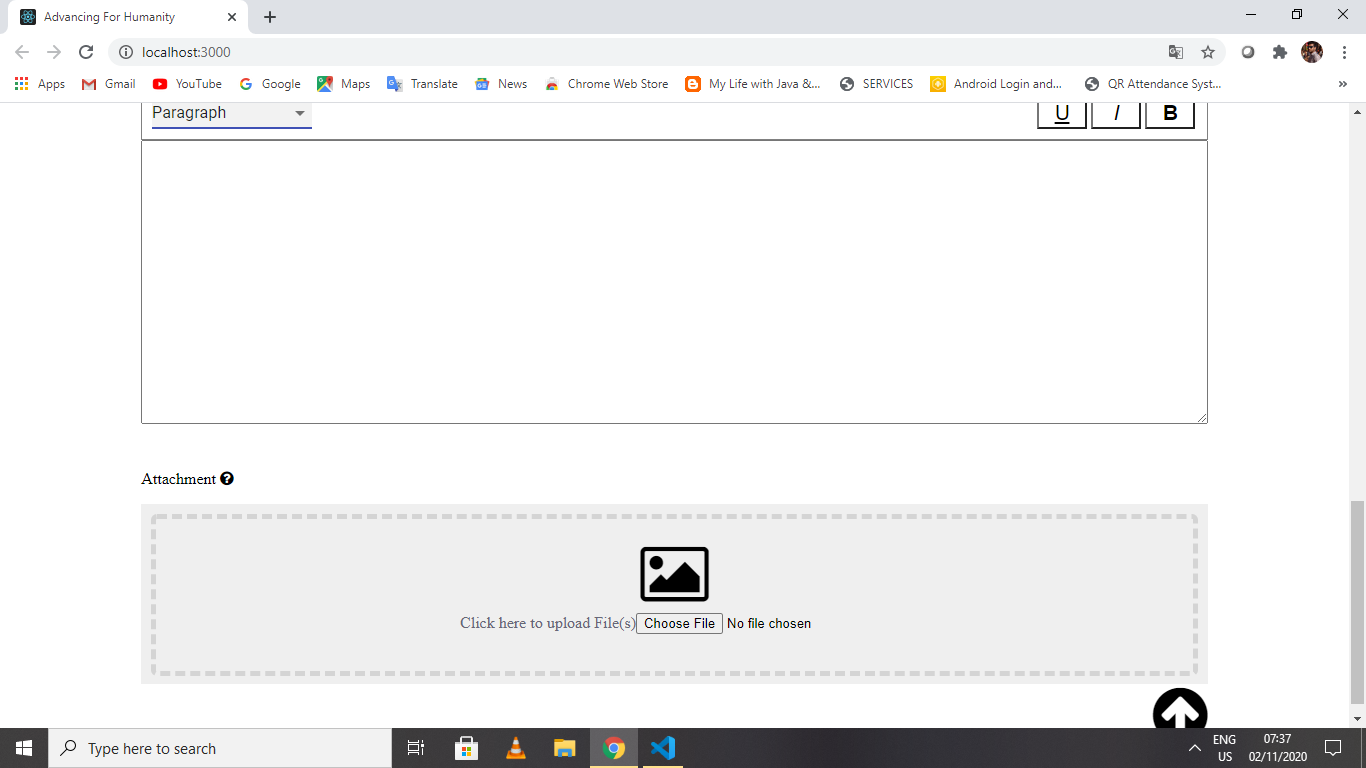 Advancing For Humanity
localhost:3000
Apps Gmail YouTube Google Maps Translate News Chrome Web Store My Life with Java &... SERVICES Android Login and... QR Attendance Syst... »
Paragraph U I B
Attachment
Click here to upload File(s) Choose File No file chosen
Type here to search
ENG 07:37
US 02/11/2020